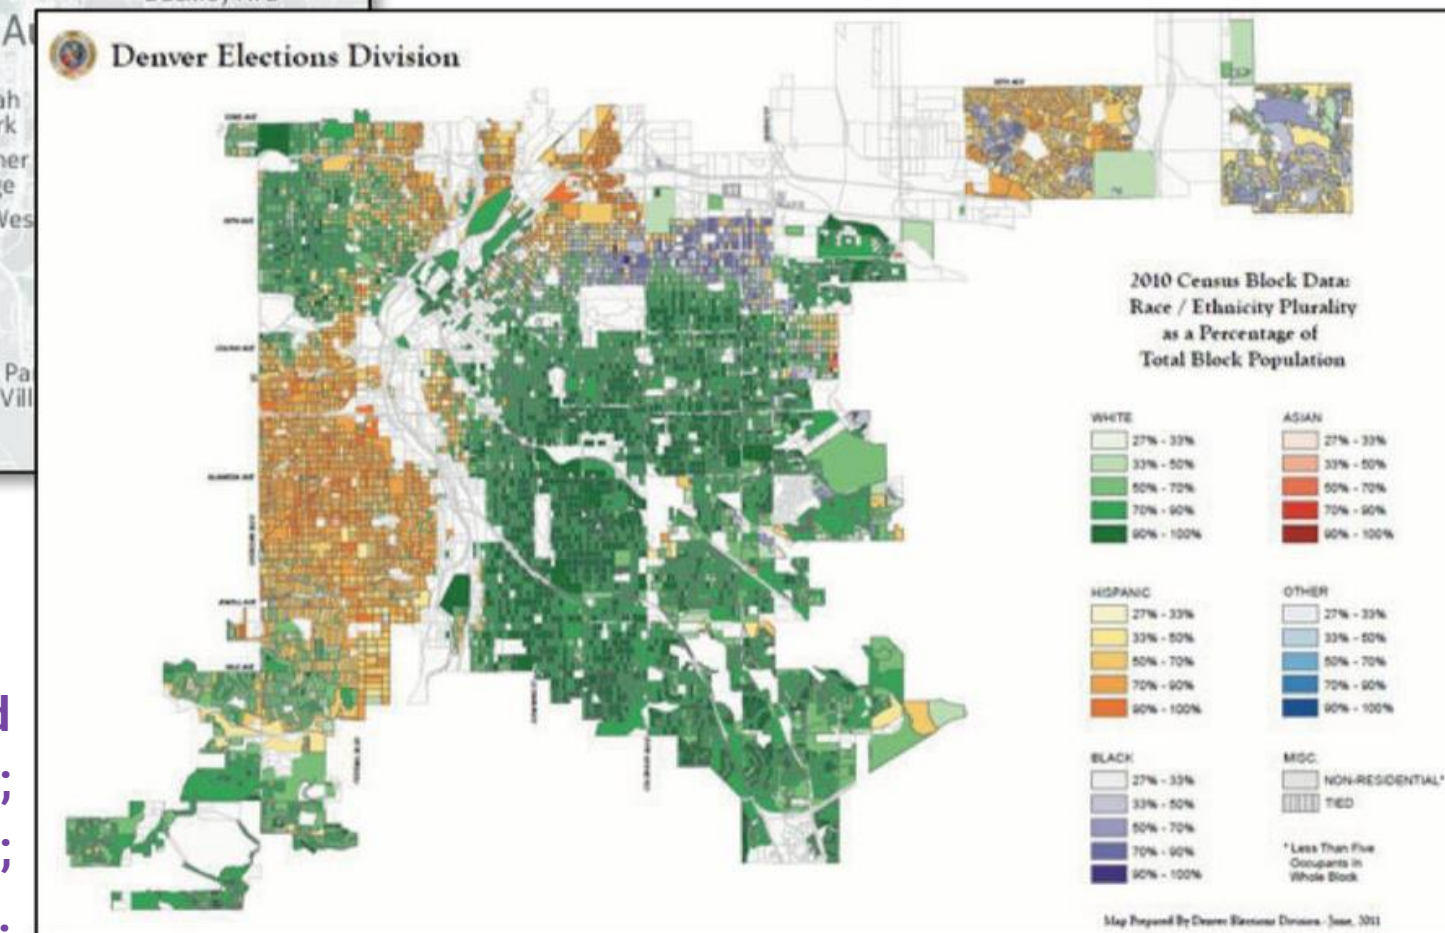 Denver Elections Division
2010 Census Block Data:
Race / Ethnicity Plurality
as a Percentage of
Total Block Population
WHITE
27% - 33%
33% - 50%
50% - 70%
70% - 90%
90% - 100%
ASIAN
27% - 33%
33% - 50%
50% - 70%
70% - 90%
90% - 100%
HISPANIC
27% - 33%
33% - 50%
50% - 70%
70% - 90%
90% - 100%
OTHER
27% - 33%
33% - 50%
50% - 70%
70% - 90%
90% - 100%
BLACK
27% - 33%
33% - 50%
50% - 70%
70% - 90%
90% - 100%
MISC.
NON-RESIDENTIAL*
TIED
* Less Than Five
Occupants in
Whole Block
Map Prepared By Denver Elections Division - June, 2011